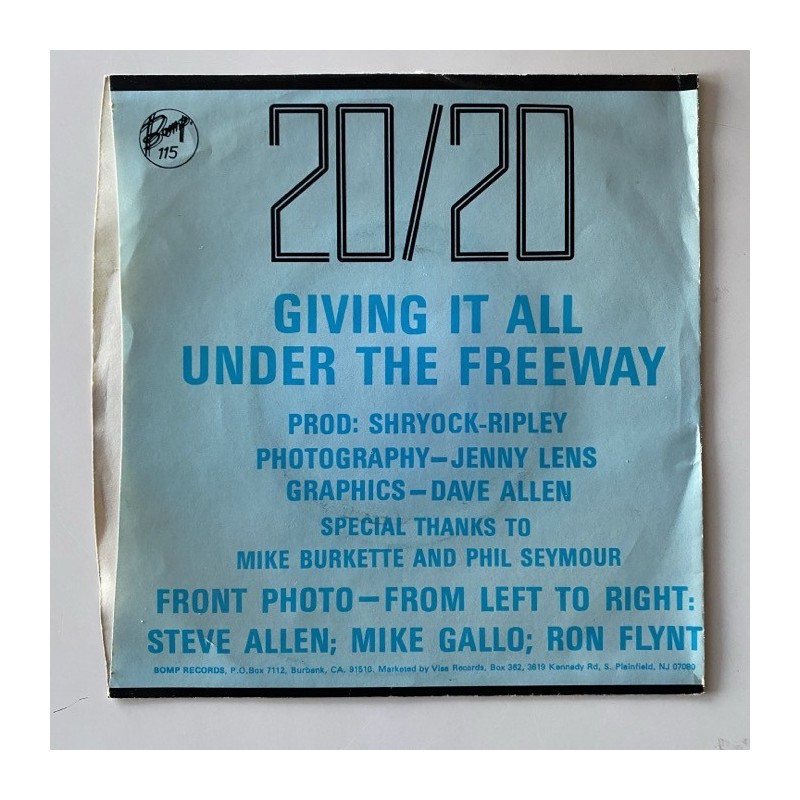 Bomp
115
20/20
GIVING IT ALL
UNDER THE FREEWAY
PROD: SHRYOCK-RIPLEY
PHOTOGRAPHY—JENNY LENS
GRAPHICS—DAVE ALLEN
SPECIAL THANKS TO
MIKE BURKETTE AND PHIL SEYMOUR
FRONT PHOTO—FROM LEFT TO RIGHT:
STEVE ALLEN; MIKE GALLO; RON FLYNT
BOMP RECORDS, P.O.Box 7112, Burbank, CA. 91510. Marketed by Visa Records, Box 362, 3619 Kennedy Rd, S. Plainfield, NJ 07080